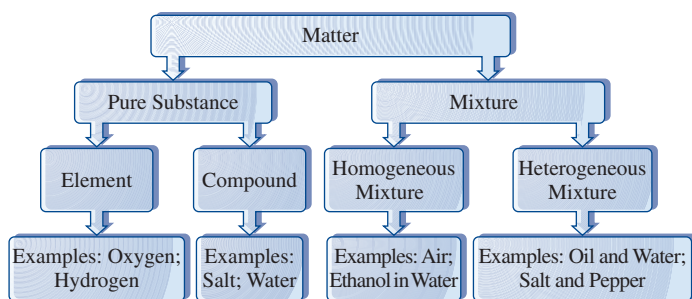 Matter
Pure Substance
Mixture
Element
Compound
Homogeneous
Mixture
Heterogeneous
Mixture
Examples: Oxygen;
Hydrogen
Examples:
Salt; Water
Examples: Air;
Ethanol in Water
Examples: Oil and Water;
Salt and Pepper